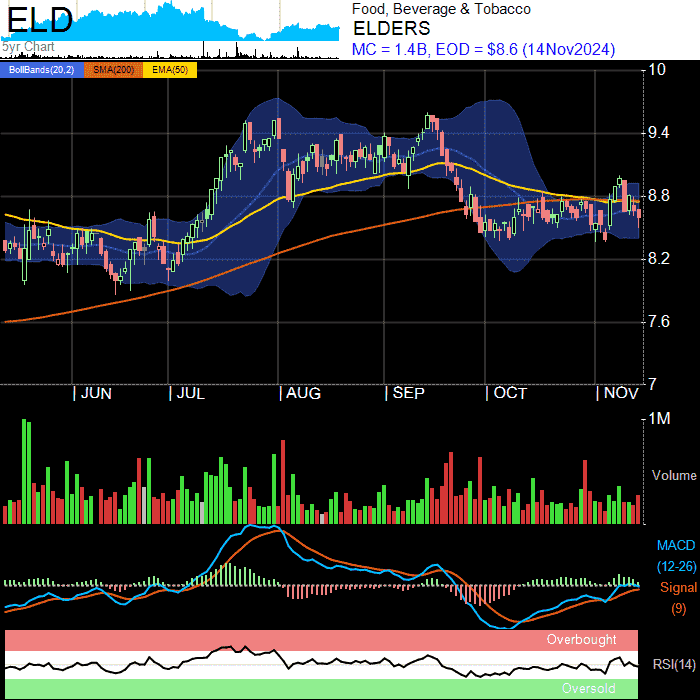 ELD
5yr Chart
Food, Beverage & Tobacco
ELDERS
MC = 1.4B, EOD = $8.6 (14Nov2024)
BollBands(20,2) SMA(200) EMA(50)
10
9.4
8.8
8.2
7.6
7
JUN JUL AUG SEP OCT NOV
1M
Volume
MACD
(12-26)
Signal
(9)
Overbought
RSI(14)
Oversold